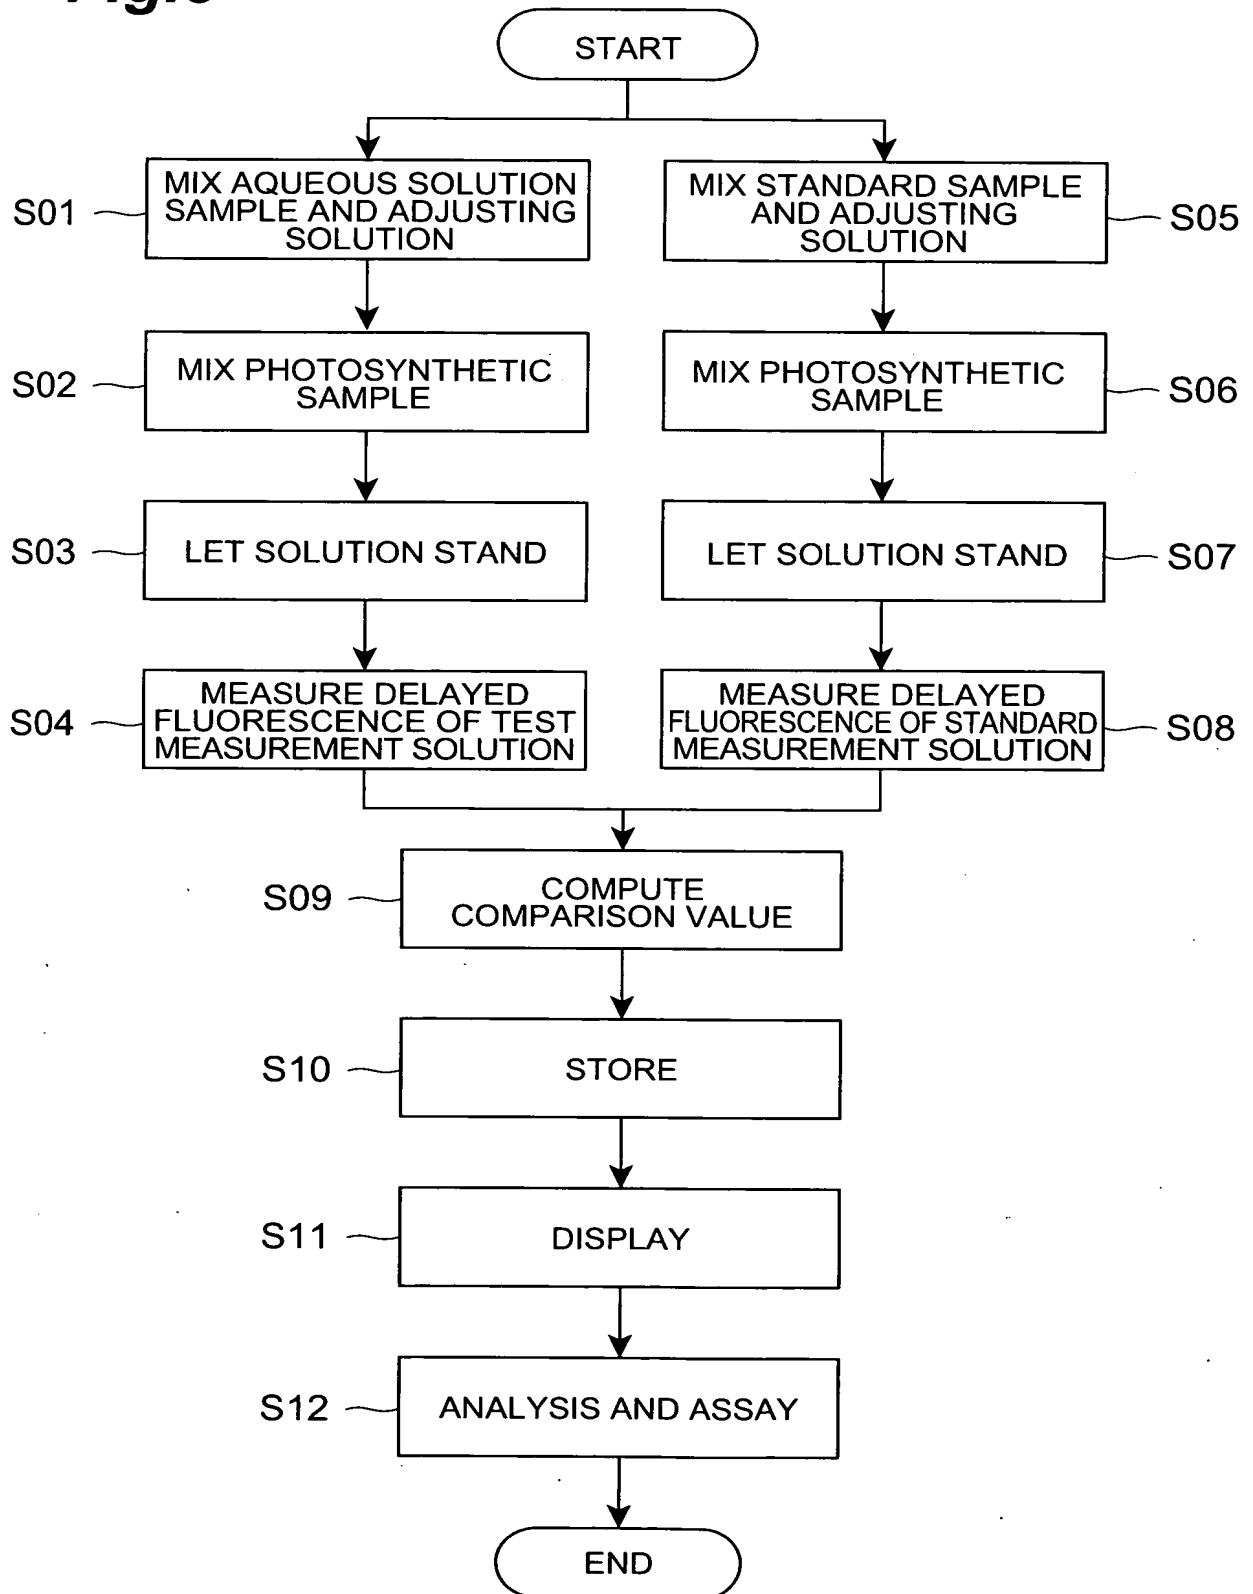 START
MIX AQUEOUS SOLUTION
SAMPLE AND ADJUSTING
SOLUTION
S01
MIX STANDARD SAMPLE
AND ADJUSTING
SOLUTION
S05
MIX PHOTOSYNTHETIC
SAMPLE
S02
MIX PHOTOSYNTHETIC
SAMPLE
S06
LET SOLUTION STAND
S03
LET SOLUTION STAND
S07
MEASURE DELAYED
FLUORESCENCE OF TEST
MEASUREMENT SOLUTION
S04
MEASURE DELAYED
FLUORESCENCE OF STANDARD
MEASUREMENT SOLUTION
S08
COMPUTE
COMPARISON VALUE
S09
STORE
S10
DISPLAY
S11
ANALYSIS AND ASSAY
S12
END